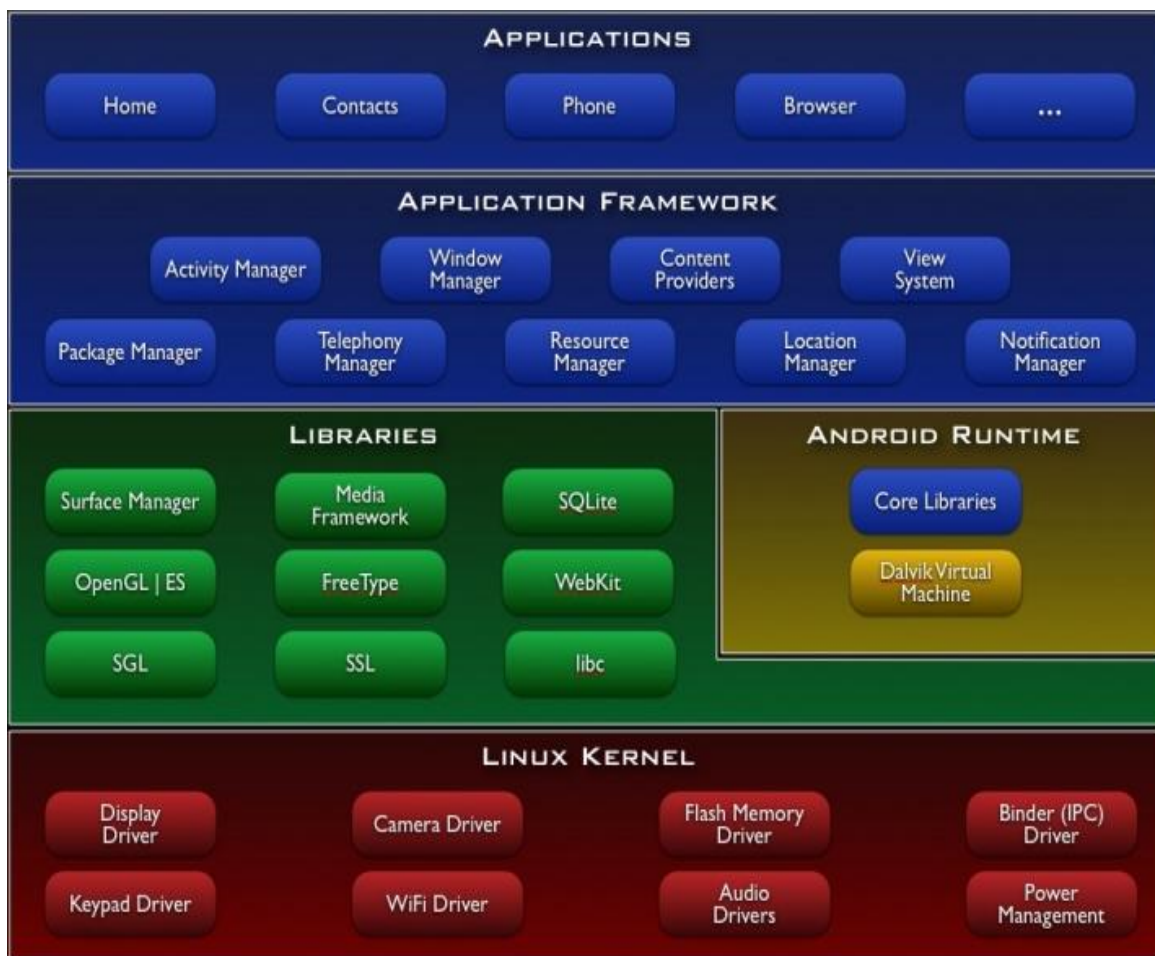 APPLICATIONS
Home
Contacts
Phone
Browser
...
APPLICATION FRAMEWORK
Activity Manager
Window
Manager
Content
Providers
View
System
Package Manager
Telephony
Manager
Resource
Manager
Location
Manager
Notification
Manager
LIBRARIES
Surface Manager
Media
Framework
SQLite
OpenGL | ES
FreeType
WebKit
SGL
SSL
libc
ANDROID RUNTIME
Core Libraries
Dalvik Virtual
Machine
LINUX KERNEL
Display
Driver
Camera Driver
Flash Memory
Driver
Binder (IPC)
Driver
Keypad Driver
WiFi Driver
Audio
Drivers
Power
Management